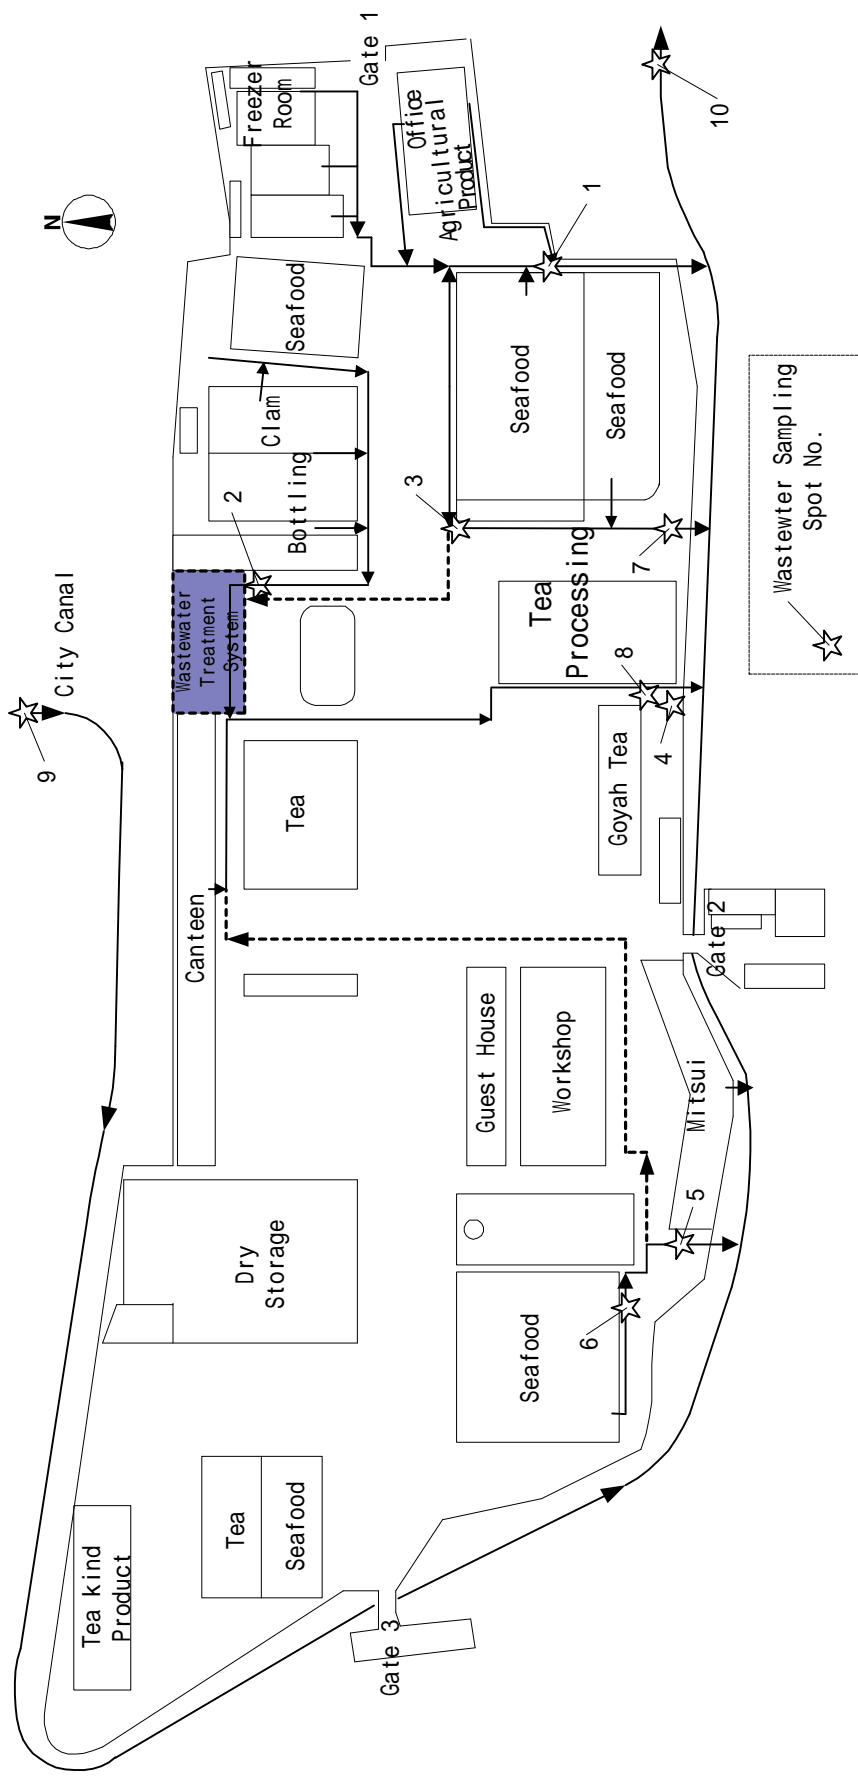 N
Freezer
Room
Gate 1
Office
Agricultural
Product
10
1
Seafood
Clam
Bottling
2
3
Seafood
Seafood
7
Wastewter Sampling
Spot No.
City Canal
9
Wastewater
Treatment
System
Tea
Processing
8
4
Tea
Goyah Tea
Canteen
Gate 2
Guest House
Workshop
Mitsui
5
Dry
Storage
Seafood
6
Tea
Seafood
Tea kind
Product
Gate 3